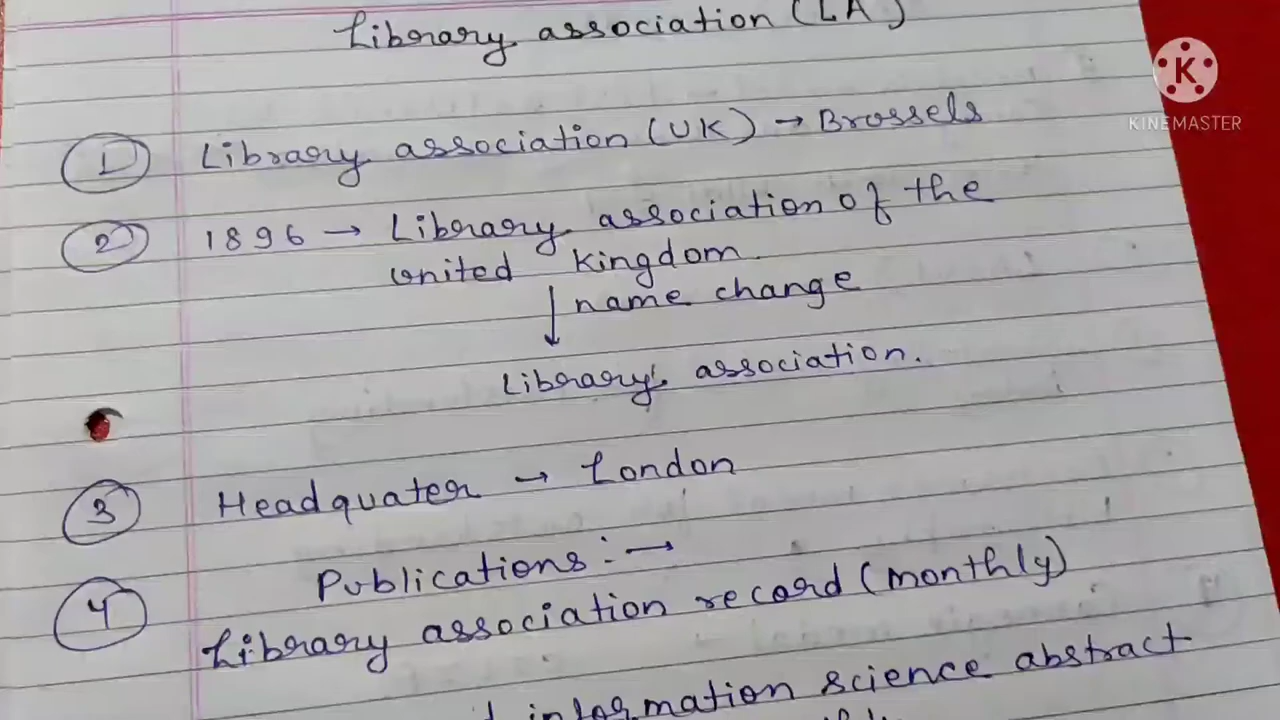 Library association (LA)
1 Library association (UK) → Brossels
2 1896 → Library association of the
united kingdom.
↓ name change
Library association.
3 Headquater → London
4 Publications :→
Library association record (monthly)
information science abstract
K
KINEMASTER